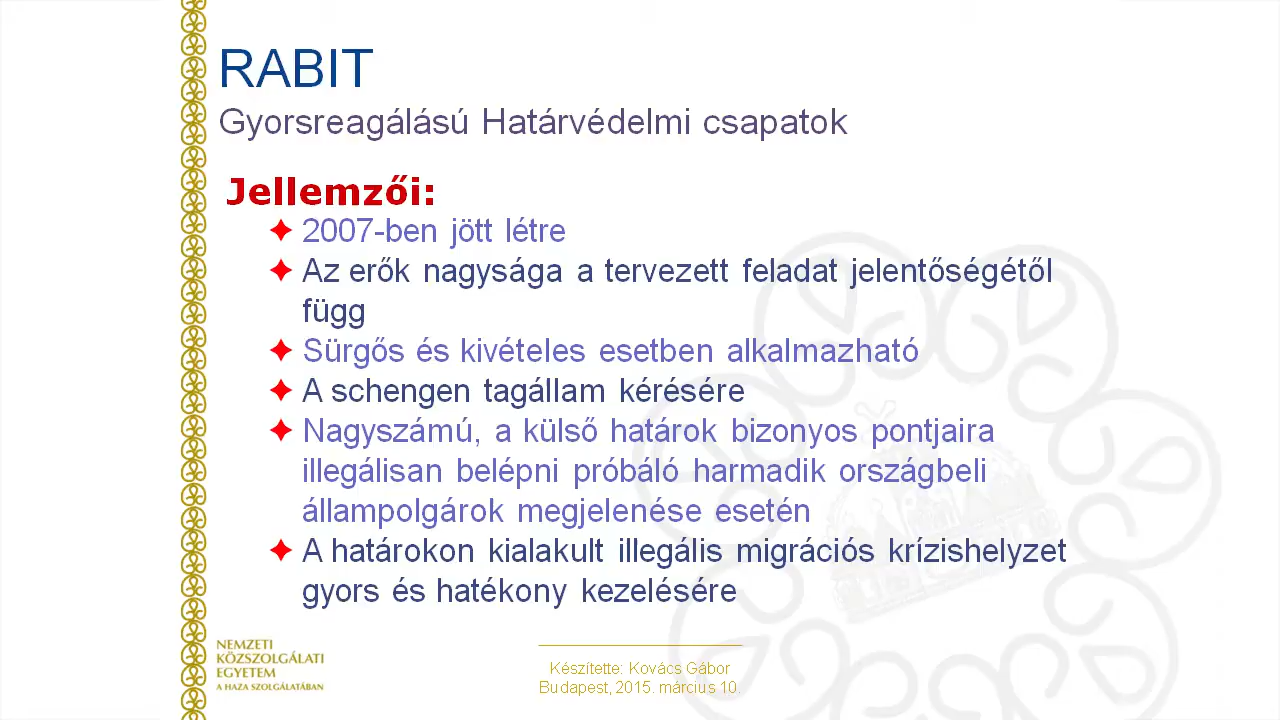 RABIT
Gyorsreagálású Határvédelmi csapatok
Jellemzői:
2007-ben jött létre
Az erők nagysága a tervezett feladat jelentőségétől
függ
Sürgős és kivételes esetben alkalmazható
A schengen tagállam kérésére
Nagyszámú, a külső határok bizonyos pontjaira
illegálisan belépni próbáló harmadik országbeli
állampolgárok megjelenése esetén
A határokon kialakult illegális migrációs krízishelyzet
gyors és hatékony kezelésére
NEMZETI
KÖZSZOLGÁLATI
EGYETEM
A HAZA SZOLGÁLATÁBAN
Készítette: Kovács Gábor
Budapest, 2015. március 10.